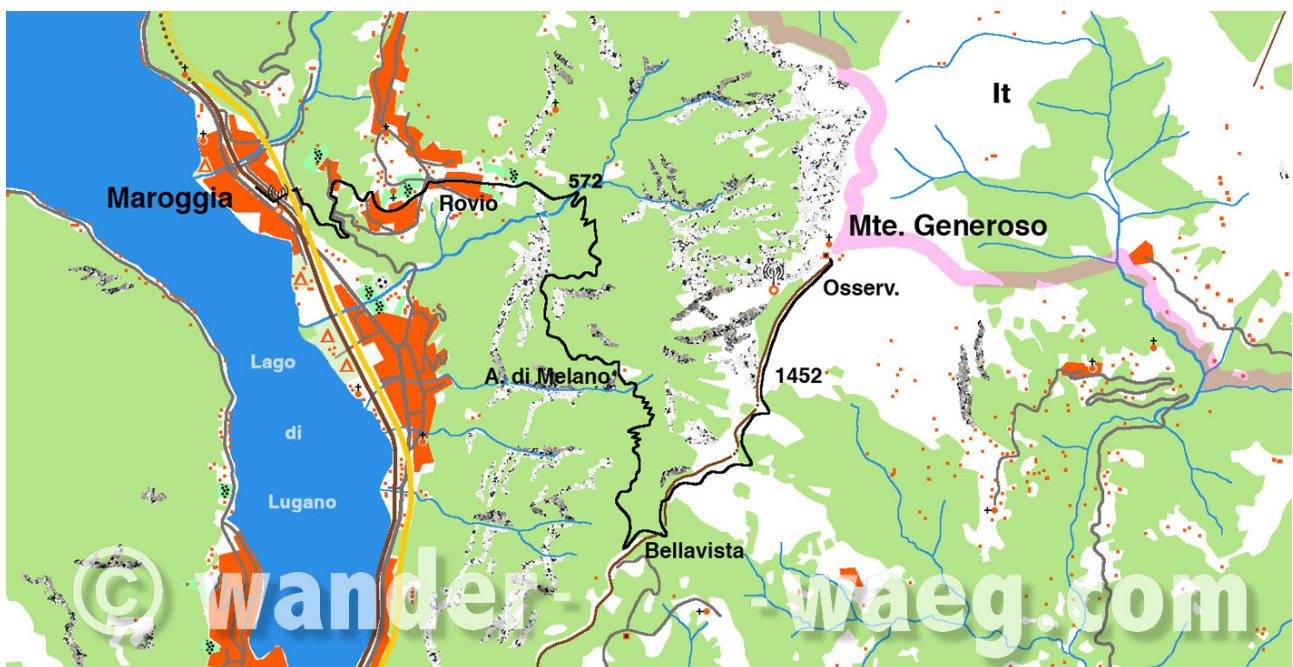 It
572
Maroggia
Rovio
Mte. Generoso
Osserv.
Lago
A. di Melano
1452
di
Lugano
Bellavista
© wander- -waeg.com